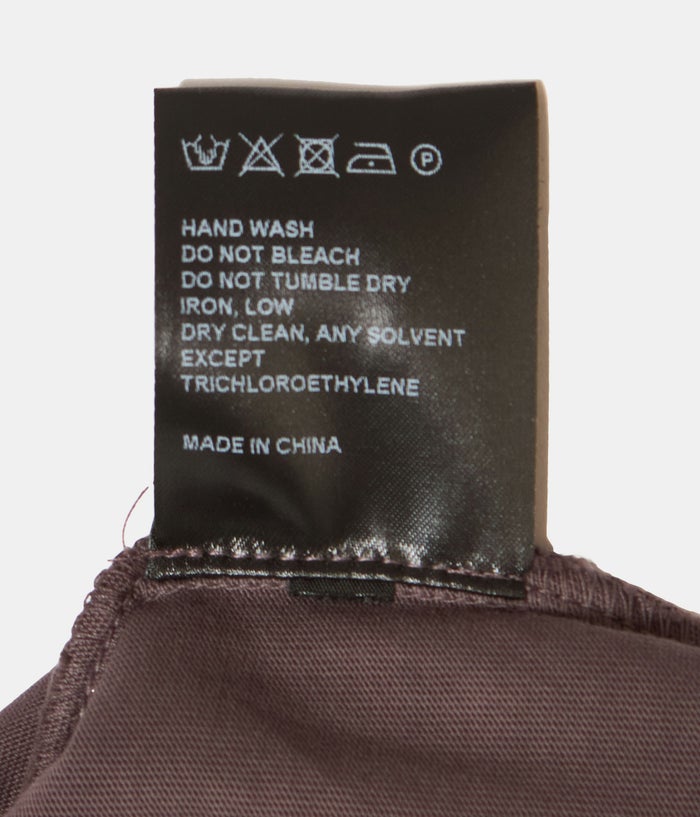 P
HAND WASH
DO NOT BLEACH
DO NOT TUMBLE DRY
IRON, LOW
DRY CLEAN, ANY SOLVENT
EXCEPT
TRICHLOROETHYLENE
MADE IN CHINA